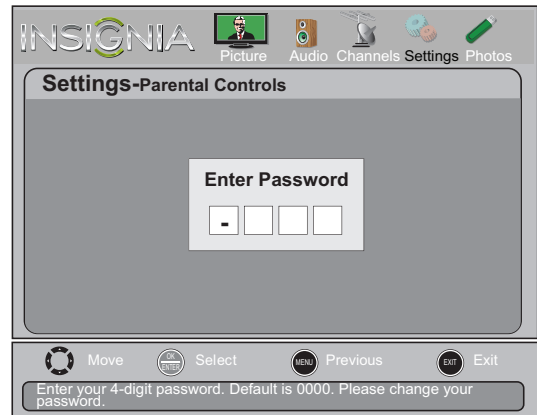 INSIGNIA
Picture Audio Channels Settings Photos
Settings-Parental Controls
Enter Password
-
Move OK ENTER Select MENU Previous EXIT Exit
Enter your 4-digit password. Default is 0000. Please change your
password.